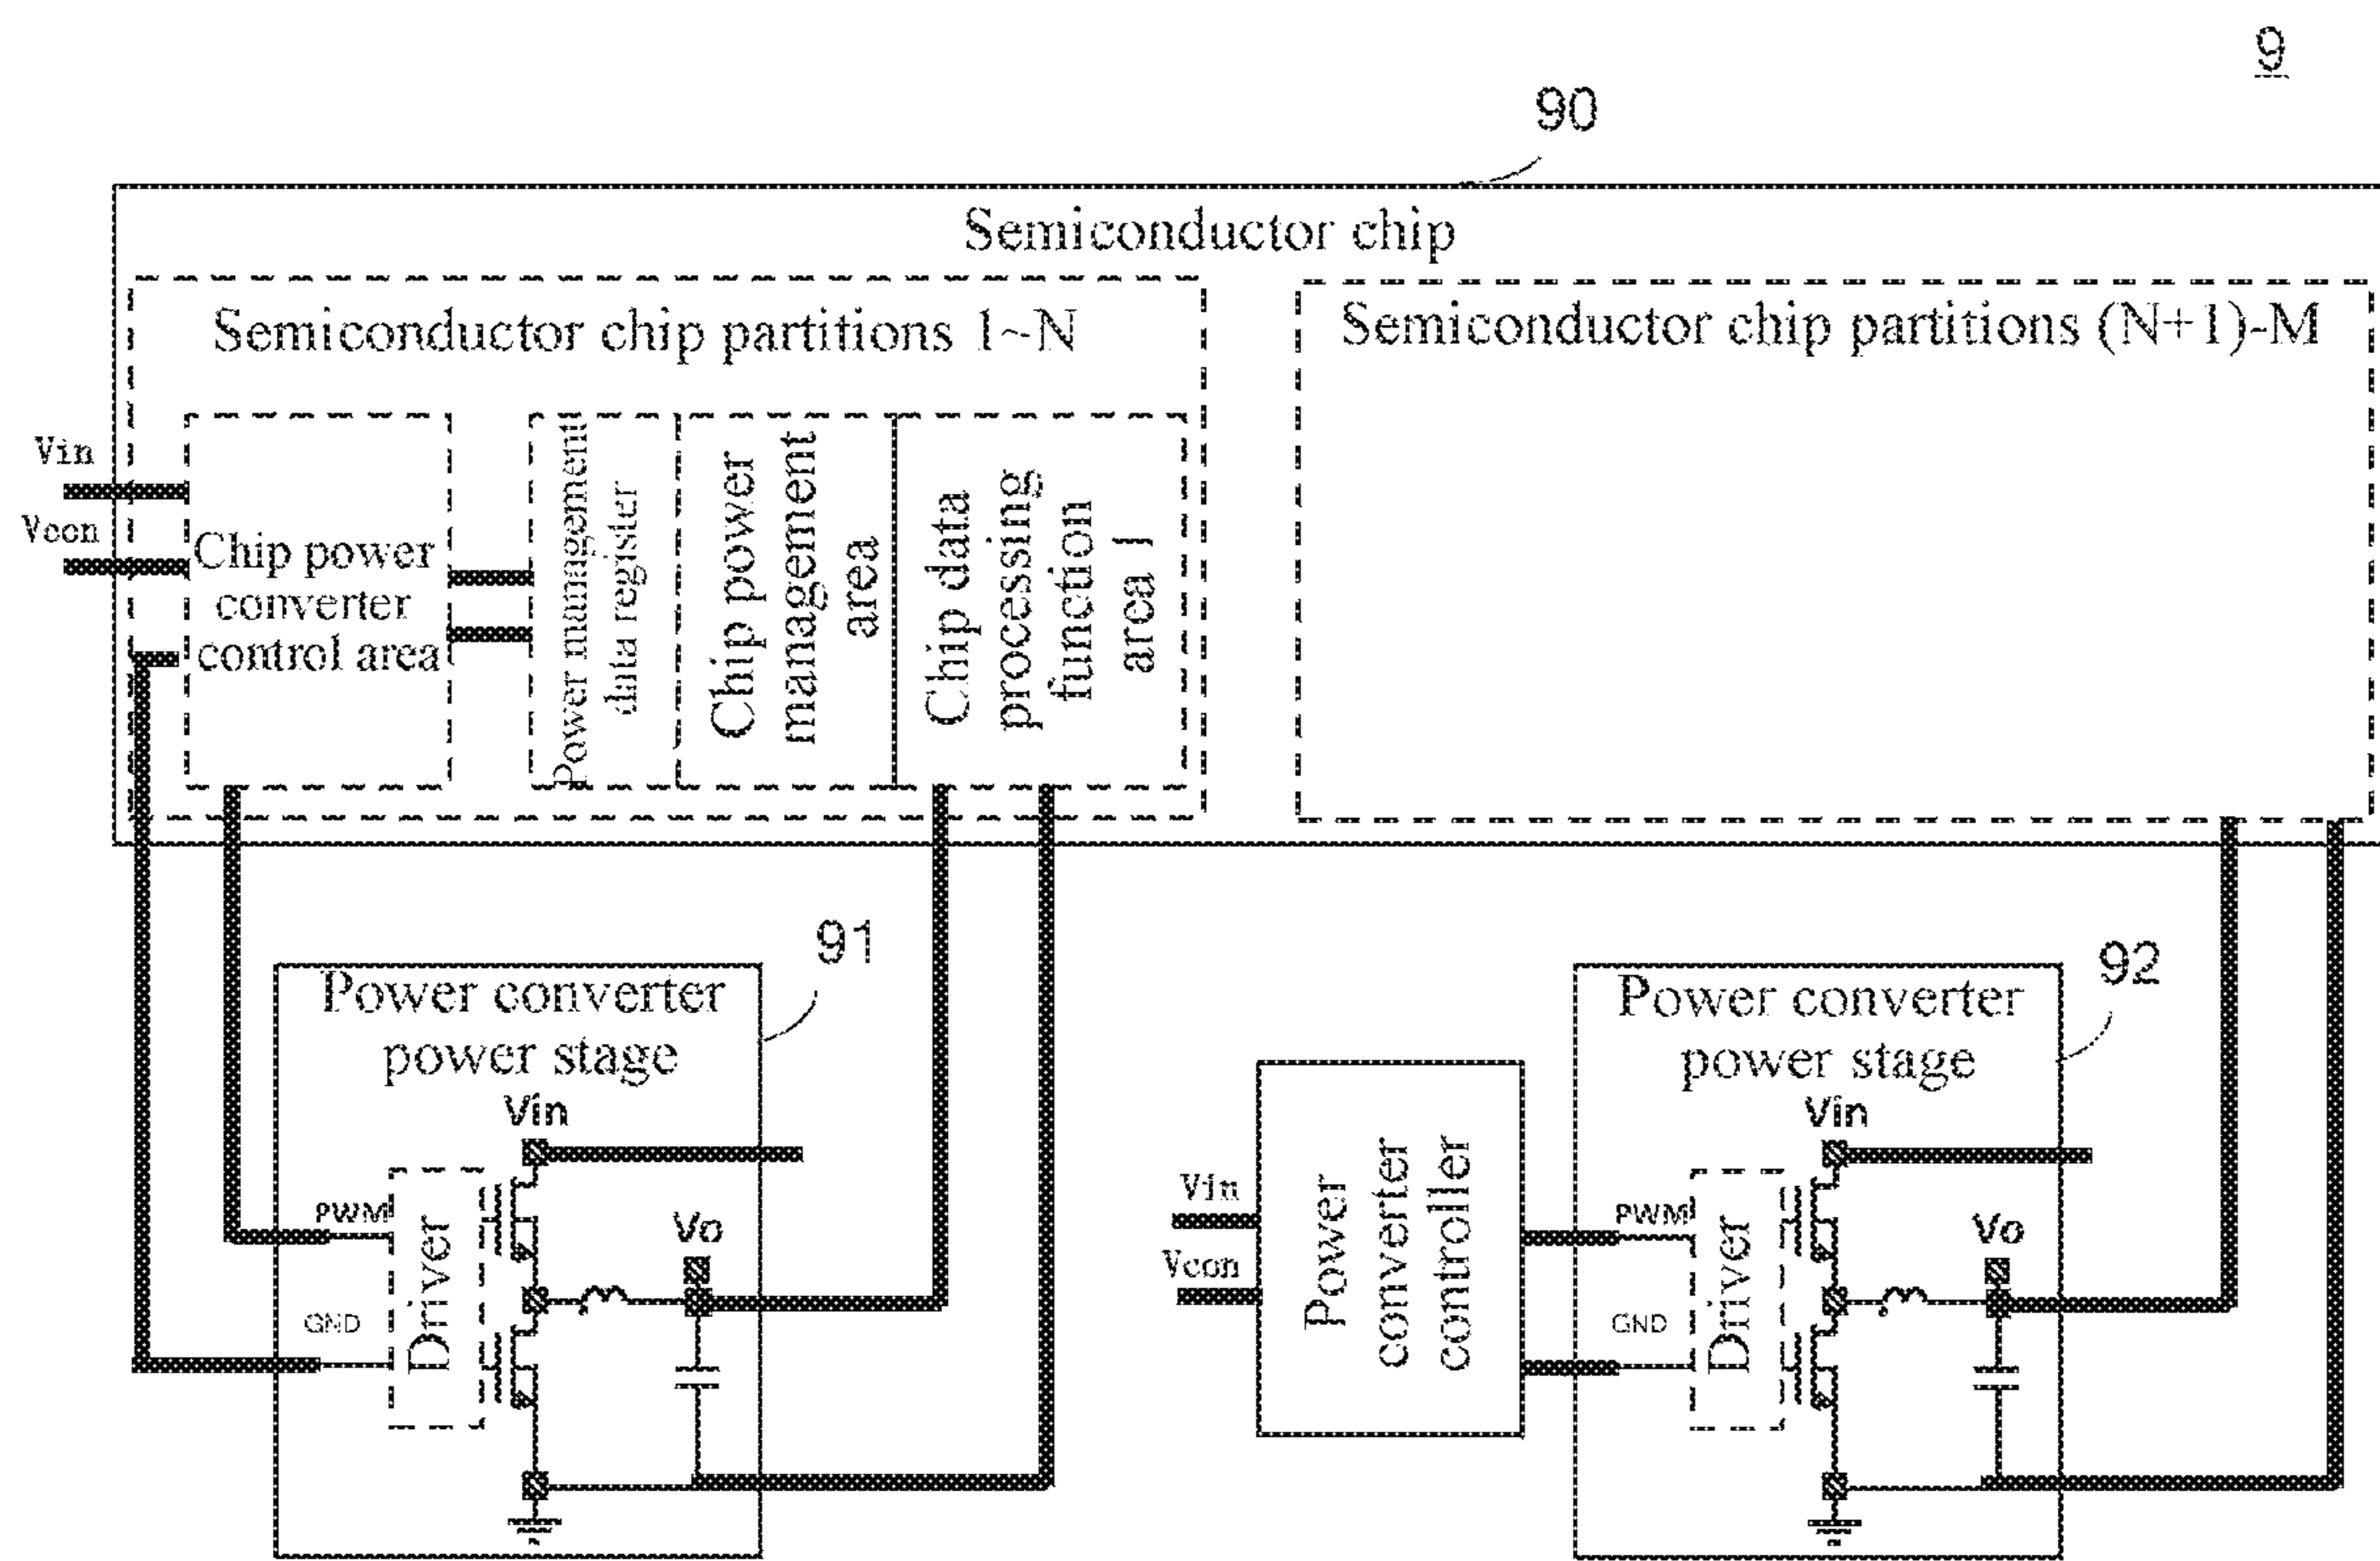 9
90
Semiconductor chip
Semiconductor chip partitions 1~N
Semiconductor chip partitions (N+1)-M
Vin
Vcon
Chip power
converter
control area
Power management
data register
Chip power
management
area
Chip data
processing
function
area 1
91
Power converter
power stage
Vin
PWM
GND
Driver
Vo
Vin
Vcon
Power
converter
controller
92
Power converter
power stage
Vin
PWM
GND
Driver
Vo